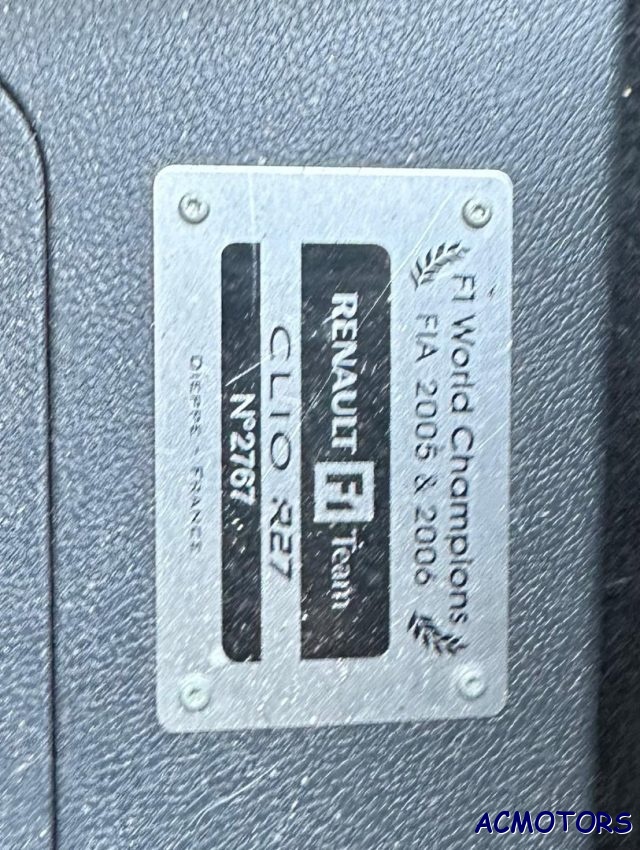 F1 World Champions
FIA 2005 & 2006
RENAULT F1 Team
CLIO R27
N°2767
DIEPPE - FRANCE
ACMOTORS